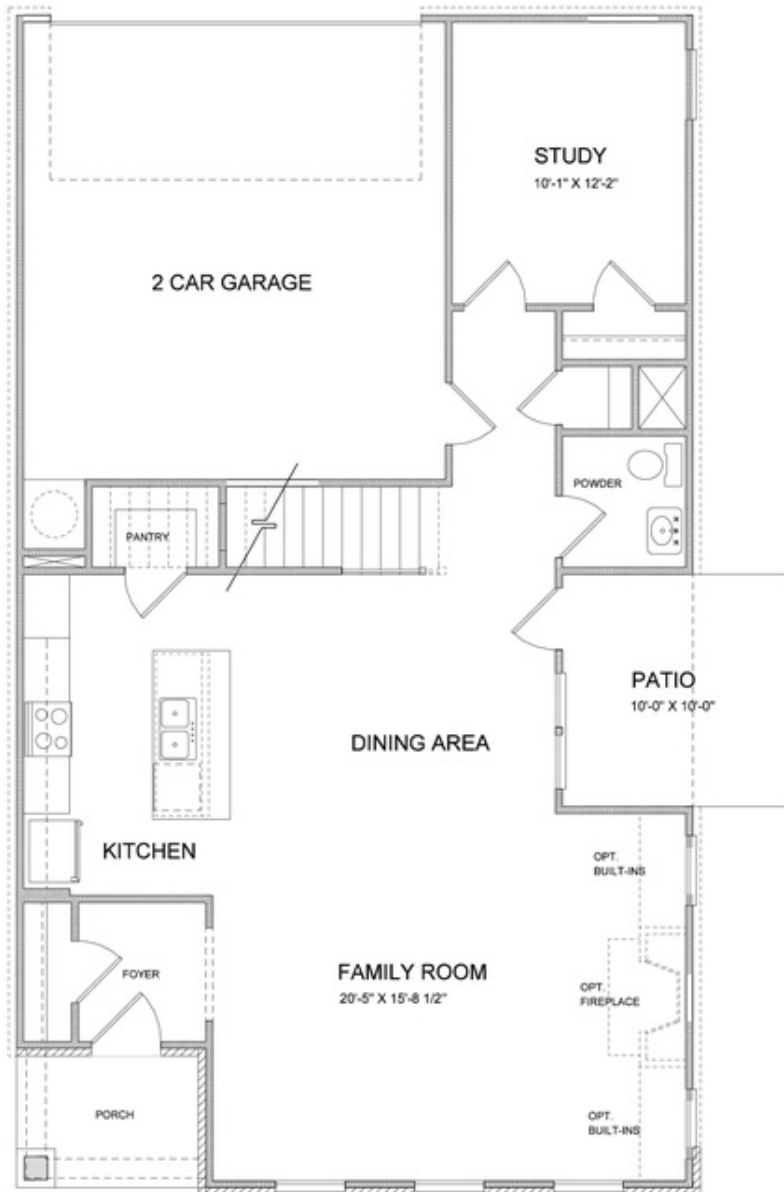 STUDY
10'-1" X 12'-2"
2 CAR GARAGE
POWDER
PANTRY
PATIO
10'-0" X 10'-0"
DINING AREA
KITCHEN
OPT.
BUILT-INS
FOYER
FAMILY ROOM
20'-5" X 15'-8 1/2"
OPT.
FIREPLACE
PORCH
OPT.
BUILT-INS